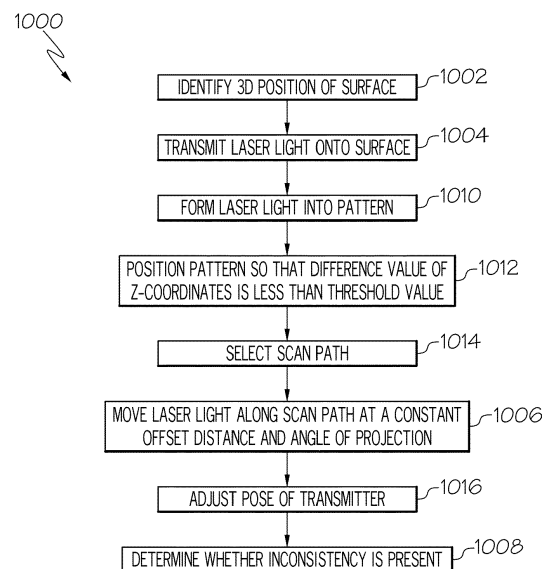 1000
IDENTIFY 3D POSITION OF SURFACE
1002
TRANSMIT LASER LIGHT ONTO SURFACE
1004
FORM LASER LIGHT INTO PATTERN
1010
POSITION PATTERN SO THAT DIFFERENCE VALUE OF
Z-COORDINATES IS LESS THAN THRESHOLD VALUE
1012
SELECT SCAN PATH
1014
MOVE LASER LIGHT ALONG SCAN PATH AT A CONSTANT
OFFSET DISTANCE AND ANGLE OF PROJECTION
1006
ADJUST POSE OF TRANSMITTER
1016
DETERMINE WHETHER INCONSISTENCY IS PRESENT
1008